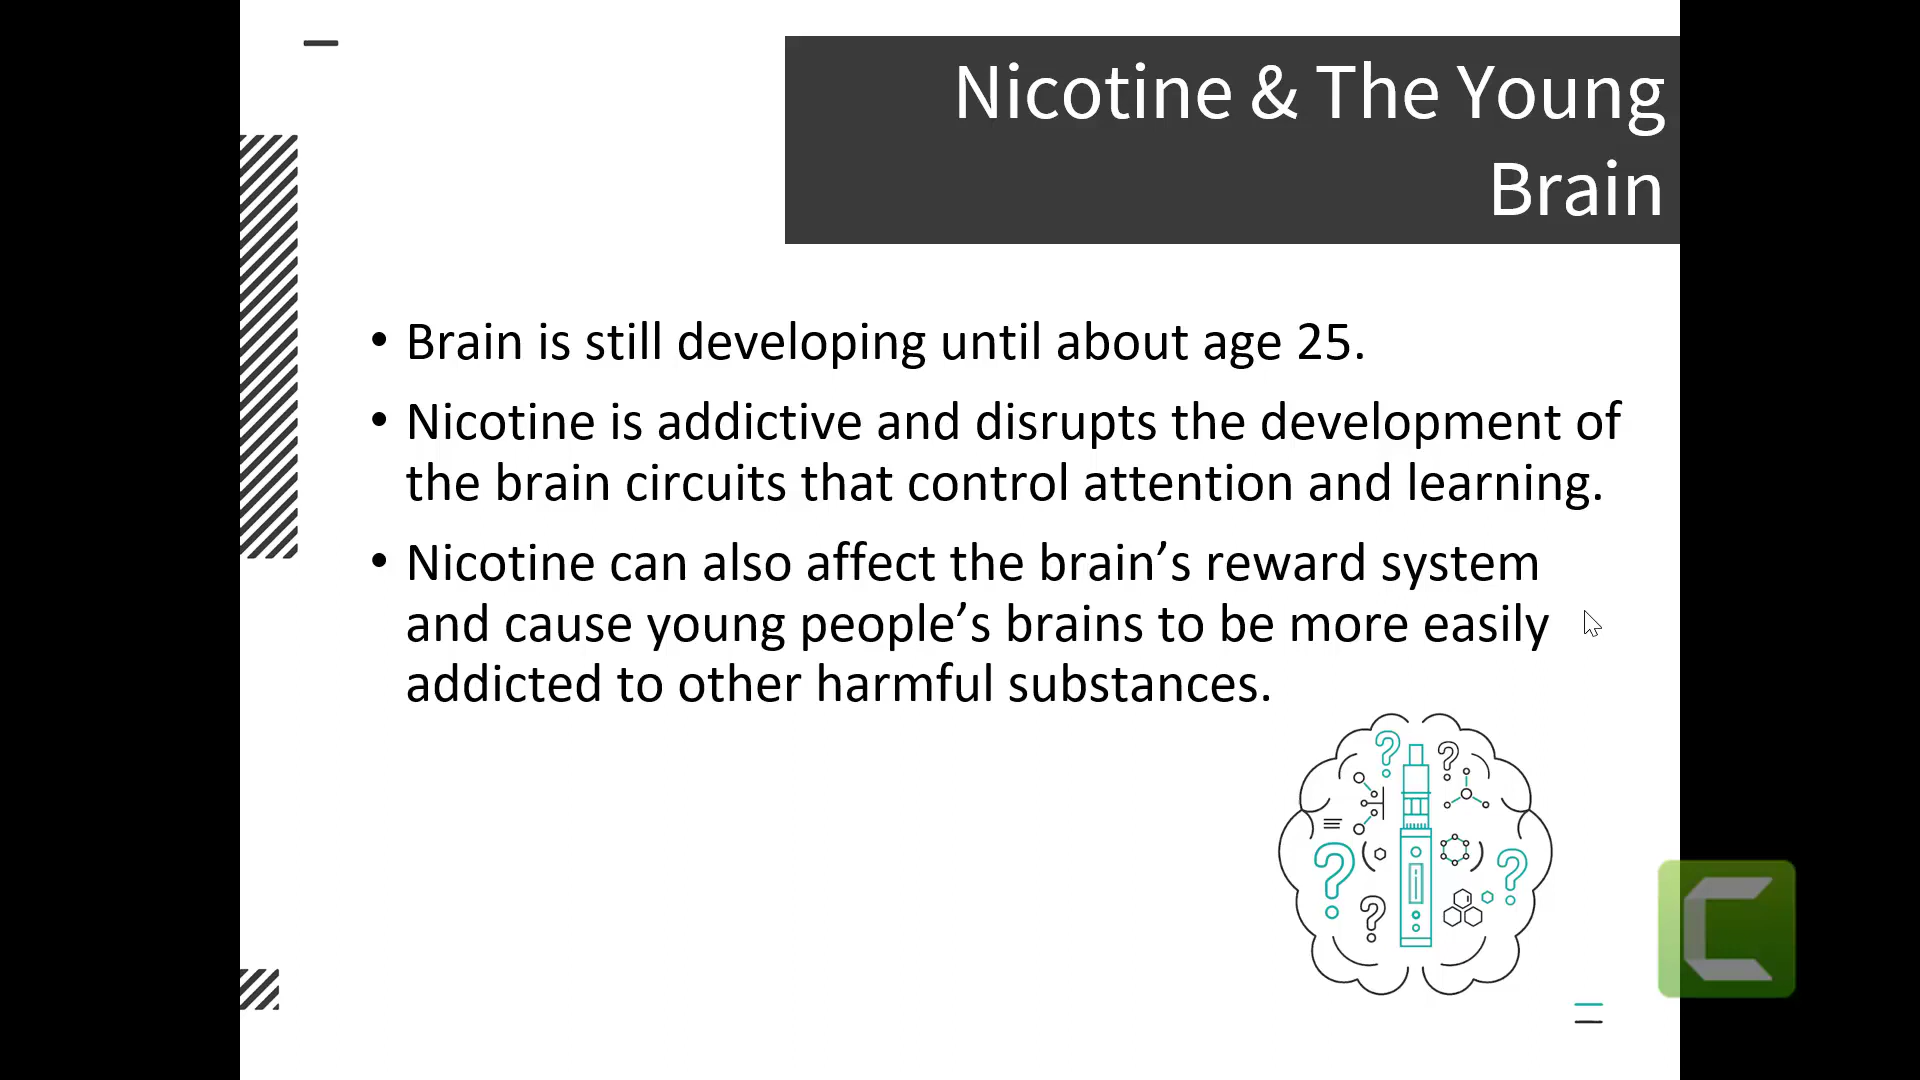 Nicotine & The Young
Brain
• Brain is still developing until about age 25.
• Nicotine is addictive and disrupts the development of
the brain circuits that control attention and learning.
• Nicotine can also affect the brain’s reward system
and cause young people’s brains to be more easily
addicted to other harmful substances.